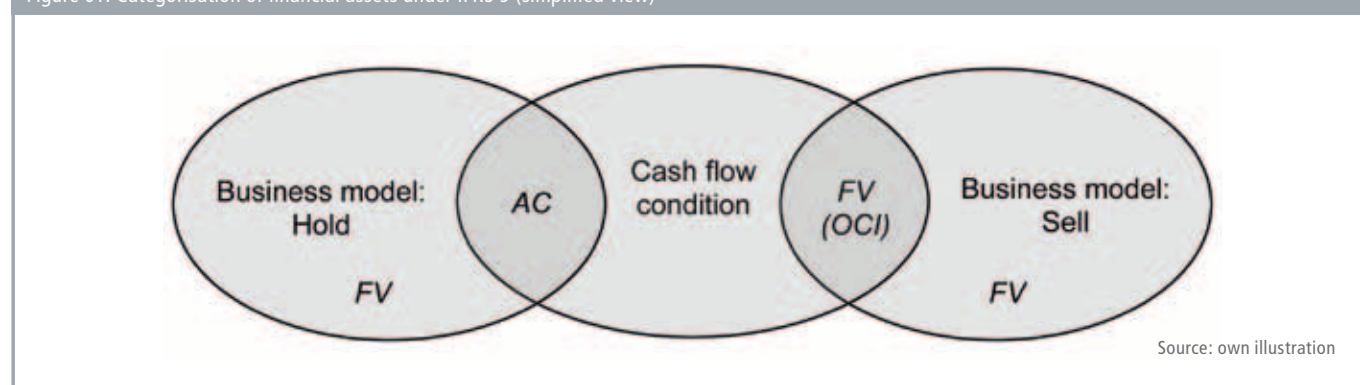 Business model:
Hold
FV
AC
Cash flow
condition
FV
(OCI)
Business model:
Sell
FV
Source: own illustration